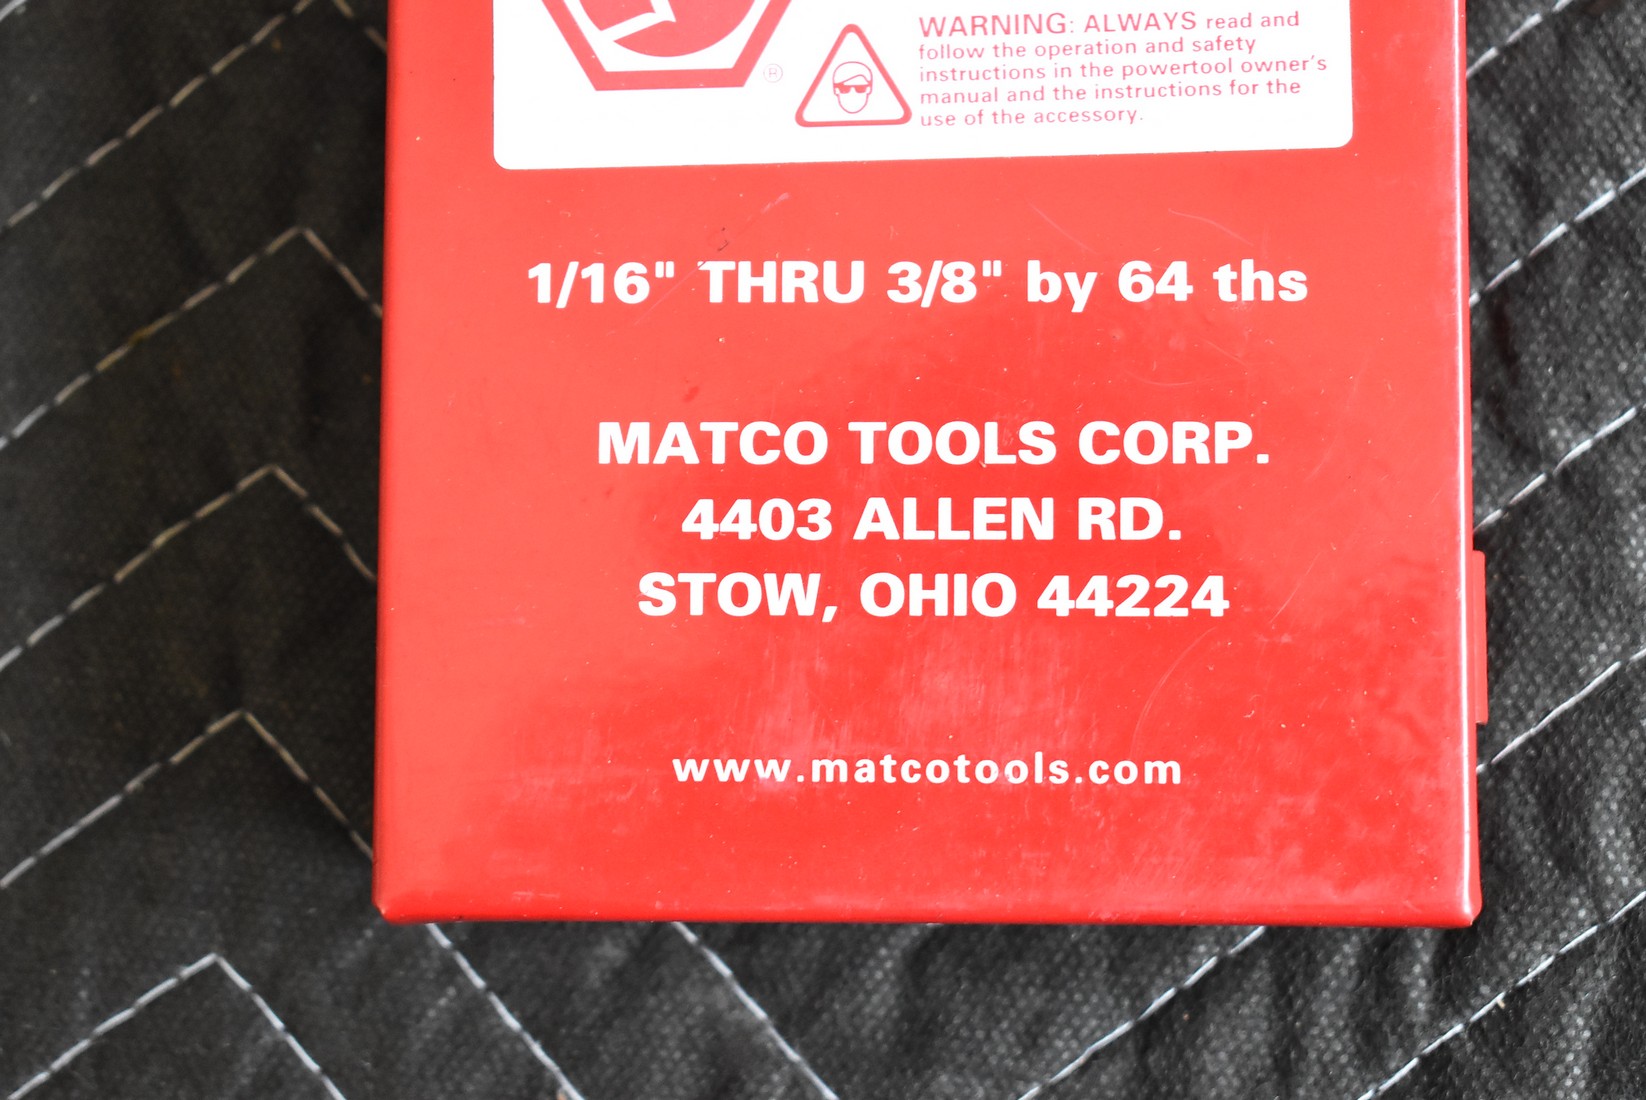 ®
WARNING: ALWAYS read and
follow the operation and safety
instructions in the powertool owner's
manual and the instructions for the
use of the accessory.
1/16" THRU 3/8" by 64 ths
MATCO TOOLS CORP.
4403 ALLEN RD.
STOW, OHIO 44224
www.matcotools.com